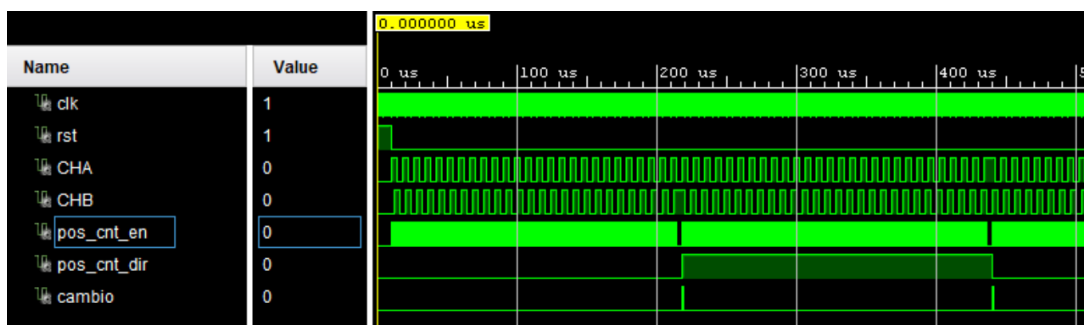 0.000000 us
Name Value
0 us 100 us 200 us 300 us 400 us 5
clk 1
rst 1
CHA 0
CHB 0
pos_cnt_en 0
pos_cnt_dir 0
cambio 0